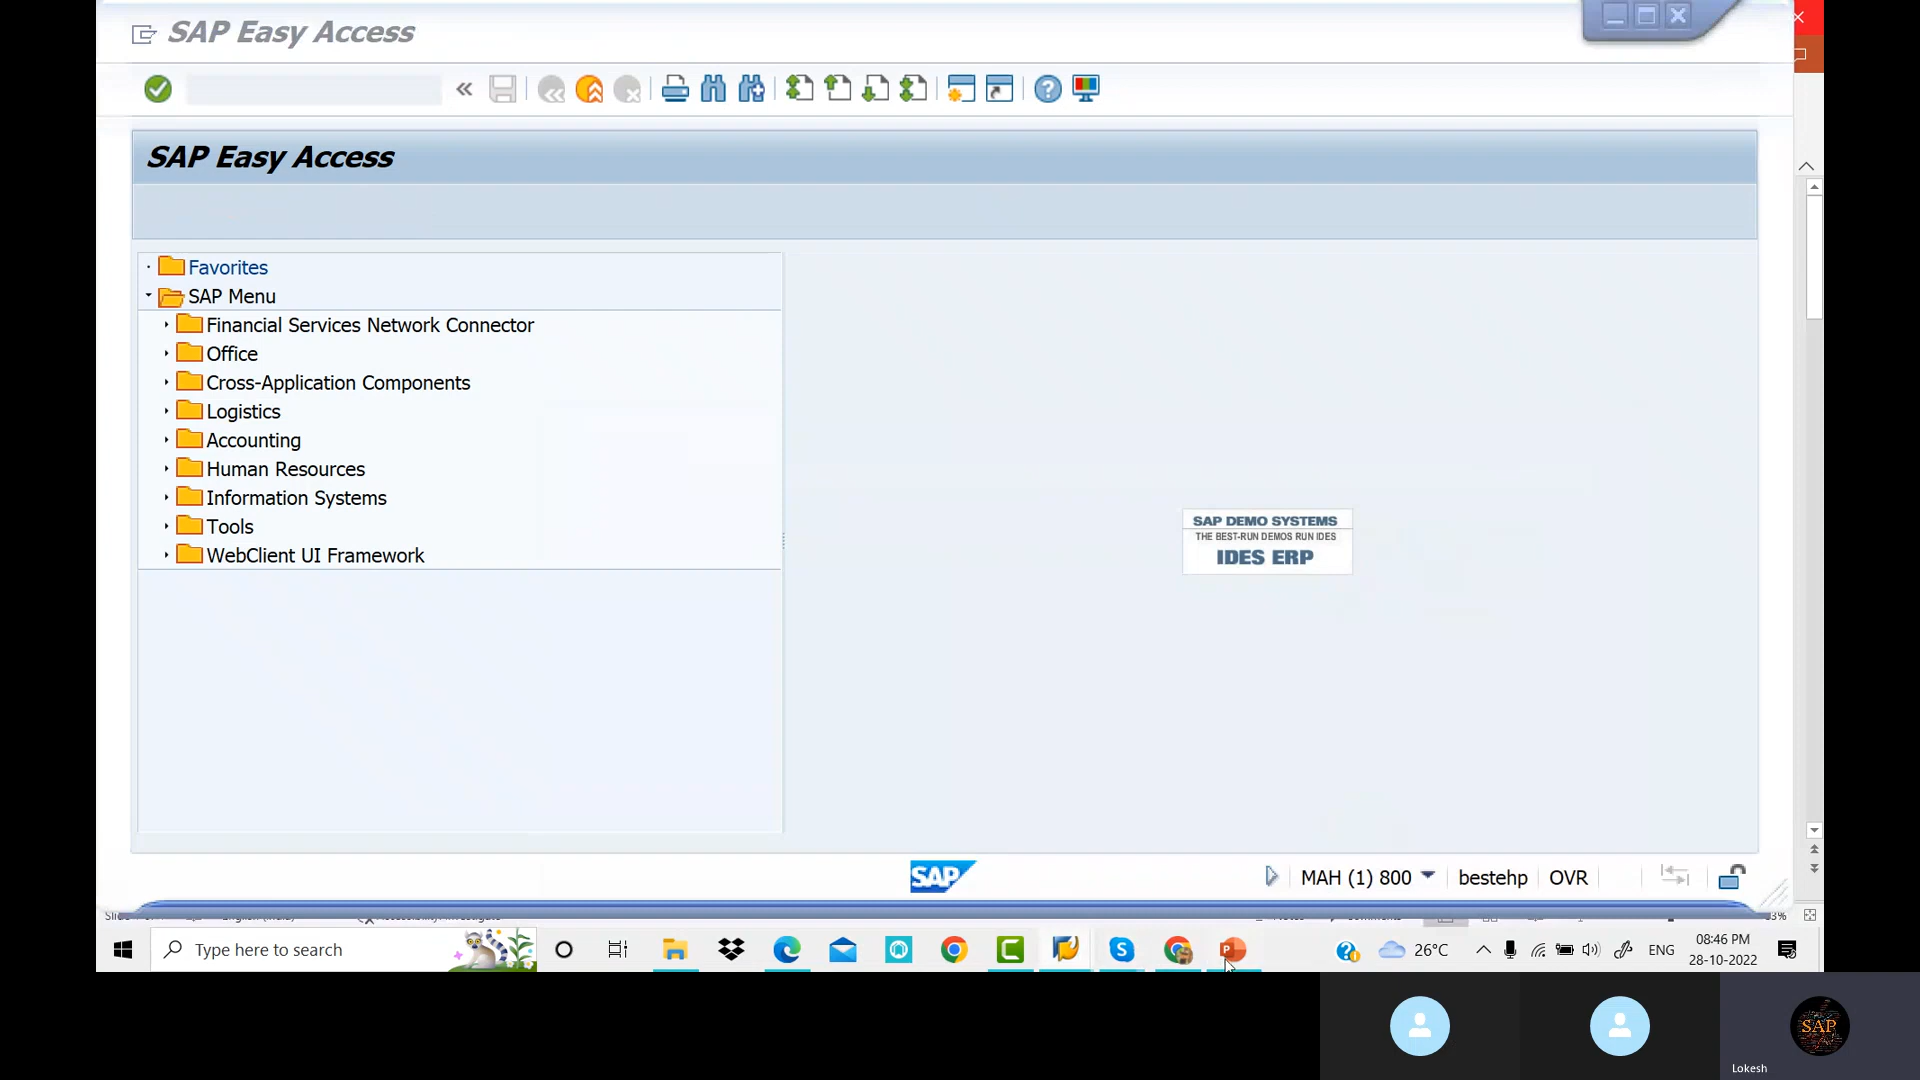 SAP Easy Access
SAP Easy Access
Favorites
SAP Menu
Financial Services Network Connector
Office
Cross-Application Components
Logistics
Accounting
Human Resources
Information Systems
Tools
WebClient UI Framework
SAP DEMO SYSTEMS
THE BEST-RUN DEMOS RUN IDES
IDES ERP
SAP
MAH (1) 800
bestehp
OVR
Type here to search
26°C
ENG
08:46 PM
28-10-2022
SAP
Lokesh